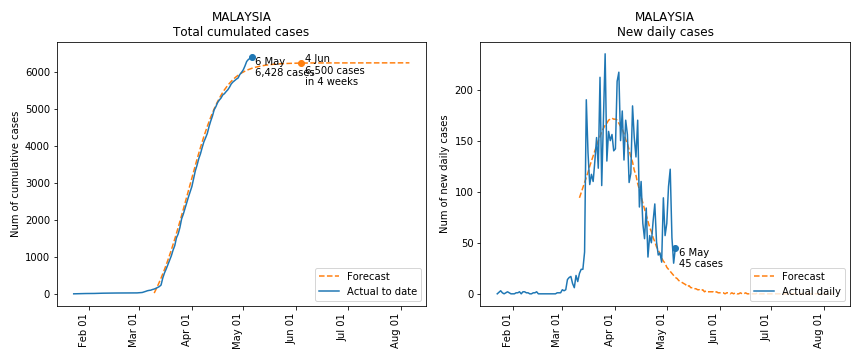 MALAYSIA
Total cumulated cases
Num of cumulative cases
6000
5000
4000
3000
2000
1000
0
6 May
6,428 cases
4 Jun
6,500 cases
in 4 weeks
Forecast
Actual to date
Feb 01
Mar 01
Apr 01
May 01
Jun 01
Jul 01
Aug 01
MALAYSIA
New daily cases
Num of new daily cases
200
150
100
50
0
6 May
45 cases
Forecast
Actual daily
Feb 01
Mar 01
Apr 01
May 01
Jun 01
Jul 01
Aug 01